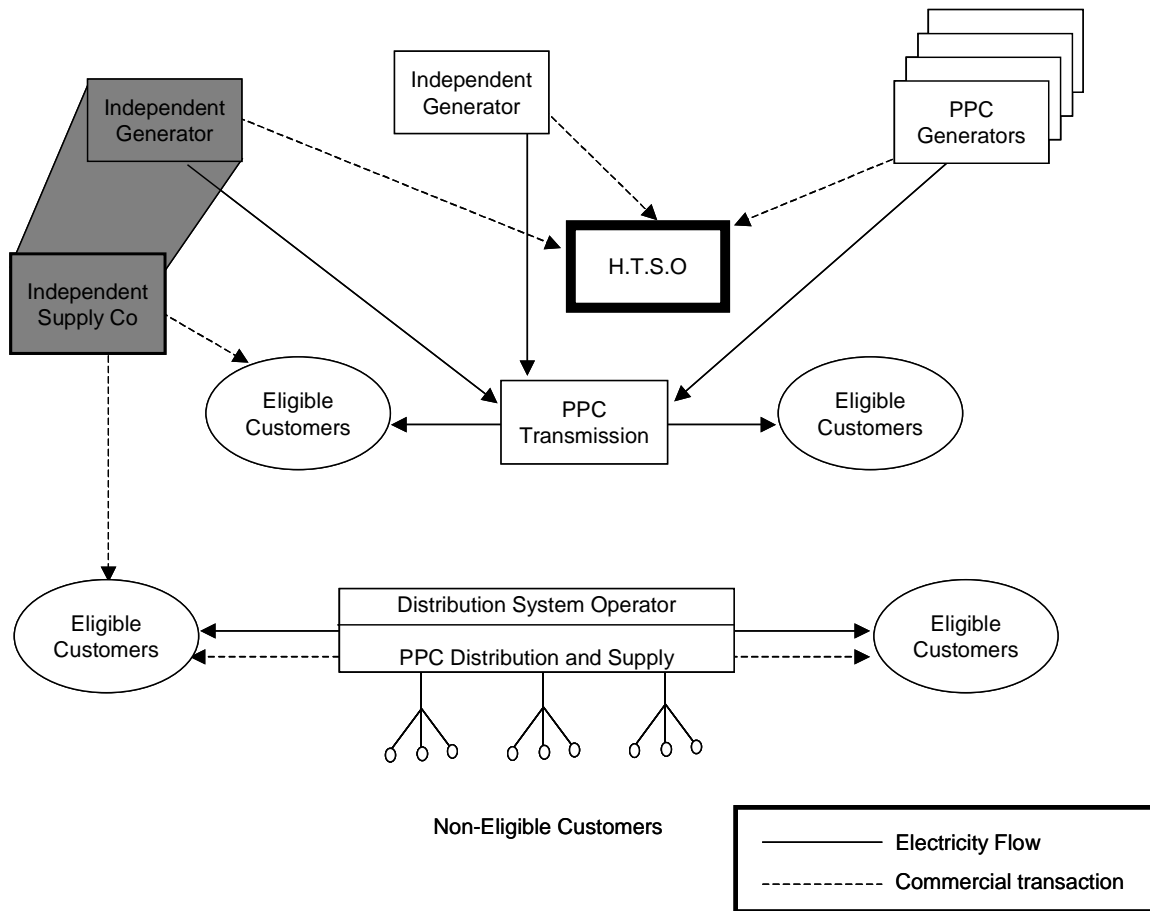 Independent
Generator
Independent
Generator
PPC
Generators
H.T.S.O
Independent
Supply Co
Eligible
Customers
PPC
Transmission
Eligible
Customers
Eligible
Customers
Distribution System Operator
PPC Distribution and Supply
Eligible
Customers
Non-Eligible Customers
Electricity Flow
Commercial transaction